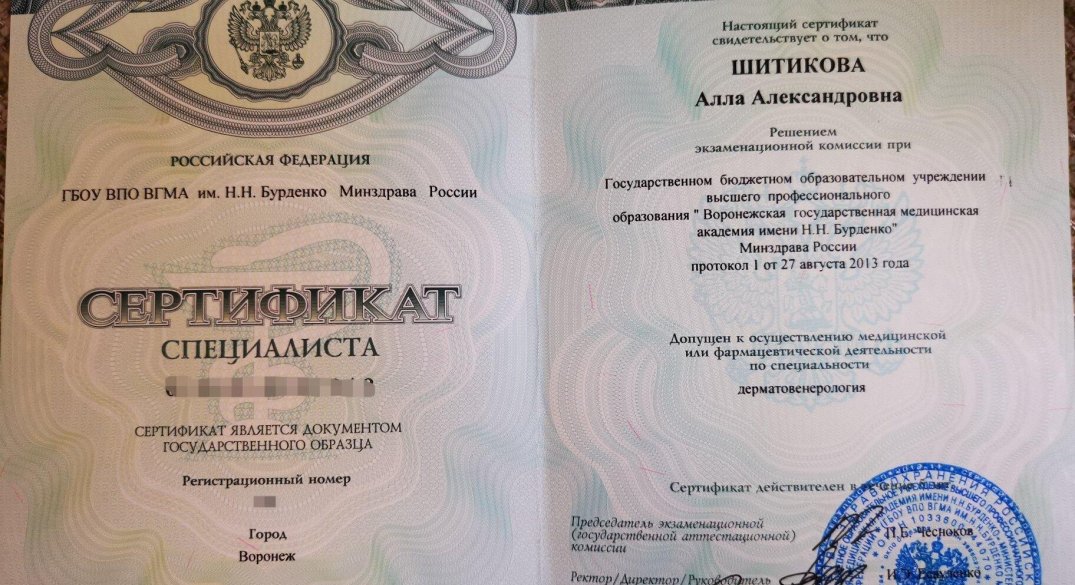 РОССИЙСКАЯ ФЕДЕРАЦИЯ
ГБОУ ВПО ВГМА им. Н.Н. Бурденко Минздрава России
СЕРТИФИКАТ
СПЕЦИАЛИСТА
СЕРТИФИКАТ ЯВЛЯЕТСЯ ДОКУМЕНТОМ
ГОСУДАРСТВЕННОГО ОБРАЗЦА
Регистрационный номер
Город
Воронеж
Настоящий сертификат
свидетельствует о том, что
ШИТИКОВА
Алла Александровна
Решением
экзаменационной комиссии при
Государственном бюджетном образовательном учреждении
высшего профессионального
образования " Воронежская государственная медицинская
академия имени Н.Н. Бурденко"
Минздрава России
протокол 1 от 27 августа 2013 года
Допущен к осуществлению медицинской
или фармацевтической деятельности
по специальности
дерматовенерология
Сертификат действителен в
Председатель экзаменационной
(государственной аттестационной)
комиссии
П.Б. Чесноков
Ректор/Директор/Руководитель